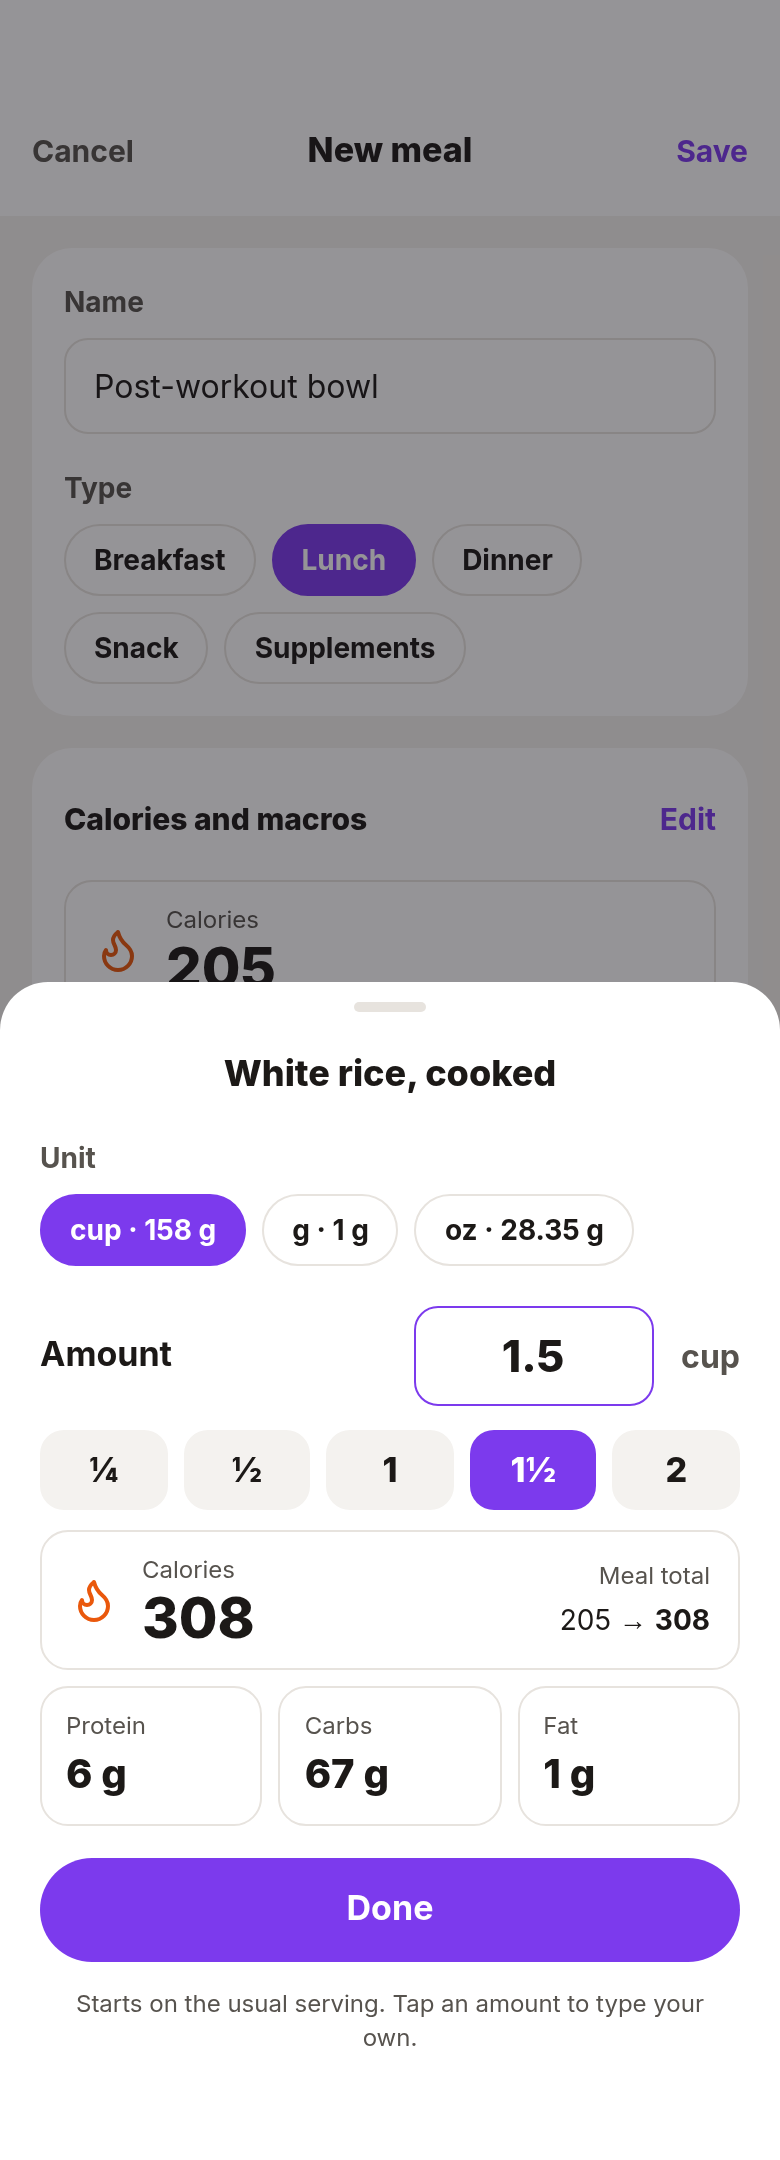 Cancel New meal Save
Name
Post-workout bowl
Type
Breakfast Lunch Dinner
Snack Supplements
Calories and macros Edit
Calories
205
White rice, cooked
Unit
cup · 158 g g · 1 g oz · 28.35 g
Amount 1.5 cup
¼ ½ 1 1½ 2
Calories Meal total
308 205 → 308
Protein Carbs Fat
6 g 67 g 1 g
Done
Starts on the usual serving. Tap an amount to type your
own.